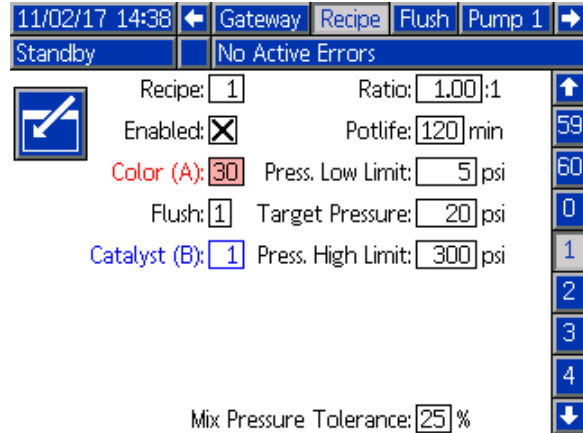 11/02/17 14:38 Gateway Recipe Flush Pump 1
Standby No Active Errors
Recipe: 1 Ratio: 1.00 :1
Enabled: X Potlife: 120 min
59
Color (A): 30 Press. Low Limit: 5 psi
60
Flush: 1 Target Pressure: 20 psi
0
Catalyst (B): 1 Press. High Limit: 300 psi
1
2
3
4
Mix Pressure Tolerance: 25 %